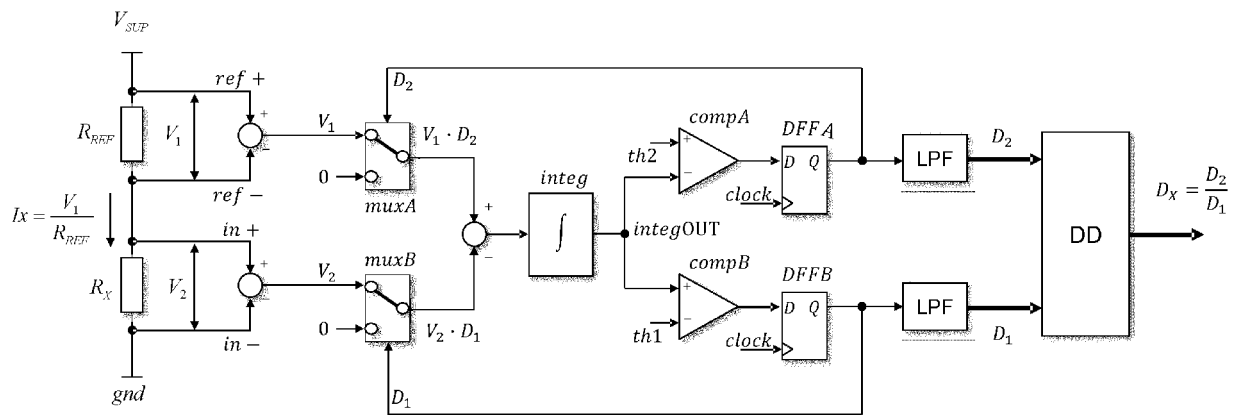 V_SUP
ref +
R_REF
V_1
+
−
ref −
Ix = V_1 / R_REF
in +
R_X
V_2
+
−
in −
gnd
V_1
0
D_2
muxA
V_1 · D_2
V_2
0
muxB
V_2 · D_1
D_1
+
−
integ
∫
integOUT
compA
th2
+
−
DFFA
D Q
clock
compB
+
−
th1
DFFB
D Q
clock
LPF
D_2
LPF
D_1
DD
D_X = D_2 / D_1